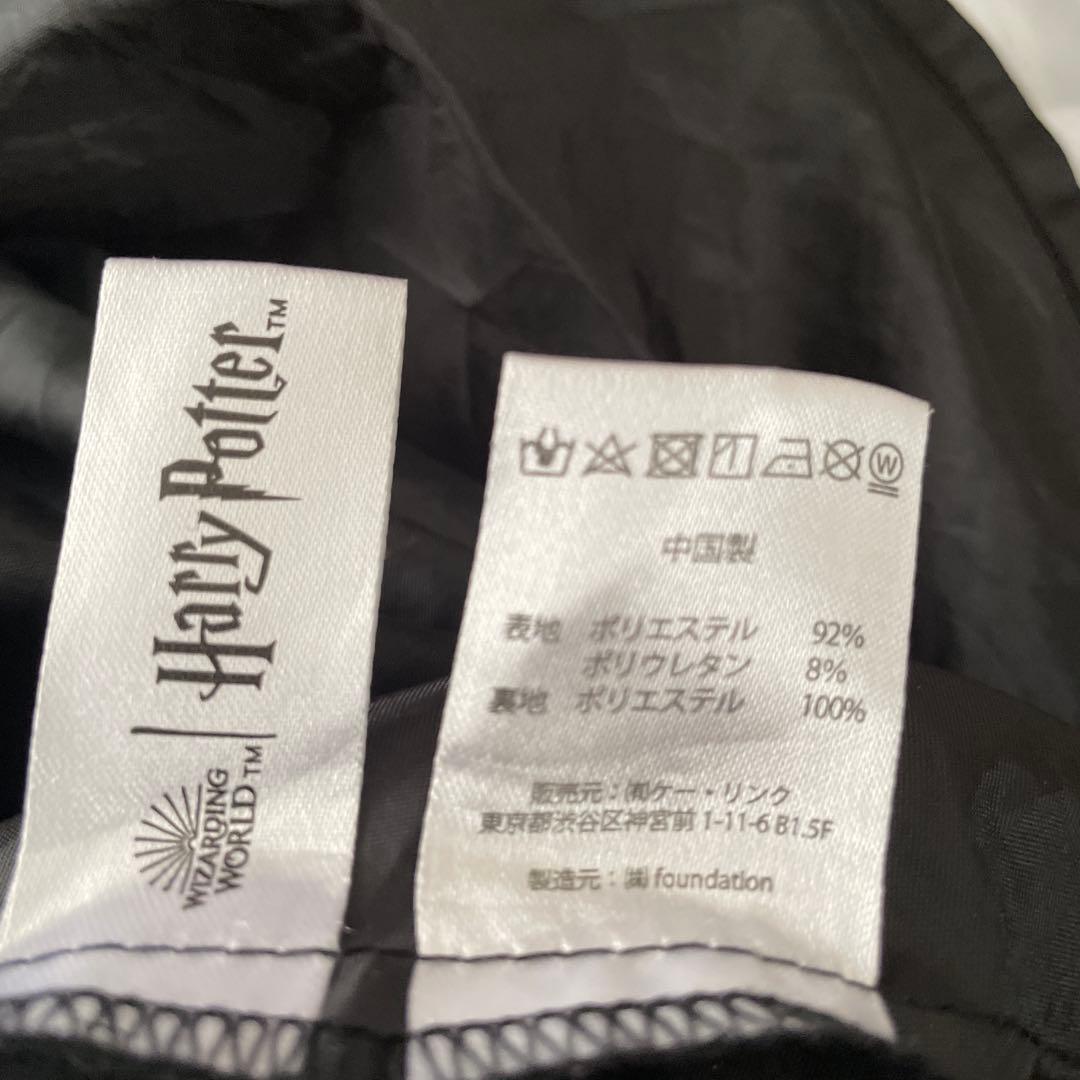 Harry Potter™
WIZARDING
WORLD™
W
中国製
表地 ポリエステル 92%
ポリウレタン 8%
裏地 ポリエステル 100%
販売元：㈱ケー・リンク
東京都渋谷区神宮前 1-11-6 B1.5F
製造元：㈱ foundation